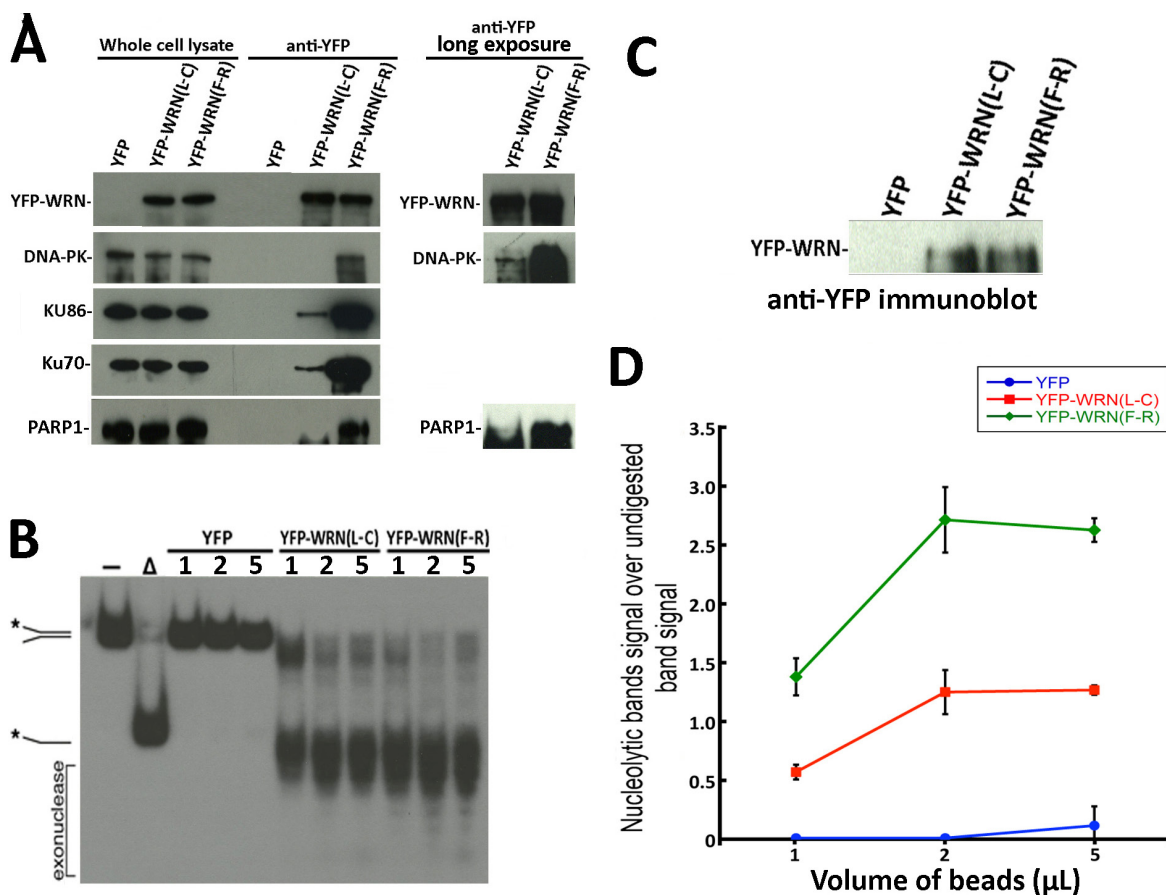 A
Whole cell lysate
anti-YFP
anti-YFP
long exposure
YFP
YFP-WRN(L-C)
YFP-WRN(F-R)
YFP
YFP-WRN(L-C)
YFP-WRN(F-R)
YFP-WRN(L-C)
YFP-WRN(F-R)
YFP-WRN-
YFP-WRN-
DNA-PK-
DNA-PK-
KU86-
Ku70-
PARP1-
PARP1-
B
YFP
YFP-WRN(L-C)
YFP-WRN(F-R)
– Δ 1 2 5 1 2 5 1 2 5
*
*
exonuclease
C
YFP
YFP-WRN(L-C)
YFP-WRN(F-R)
YFP-WRN-
anti-YFP immunoblot
D
YFP
YFP-WRN(L-C)
YFP-WRN(F-R)
Nucleolytic bands signal over undigested
band signal
3.5
3.0
2.5
2.0
1.5
1.0
0.5
0
1 2 5
Volume of beads (μL)